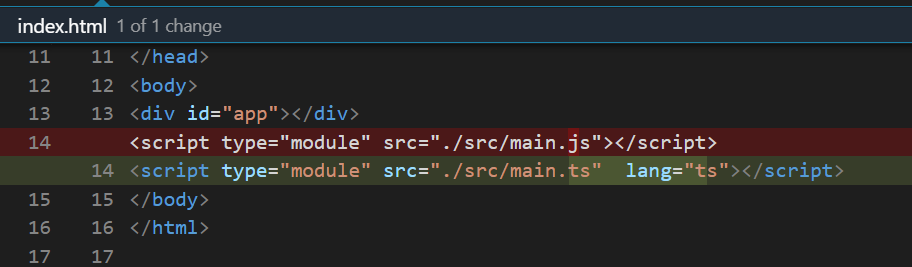 index.html 1 of 1 change
11 11 </head>
12 12 <body>
13 13 <div id="app"></div>
14 <script type="module" src="./src/main.js"></script>
14 <script type="module" src="./src/main.ts"  lang="ts"></script>
15 15 </body>
16 16 </html>
17 17